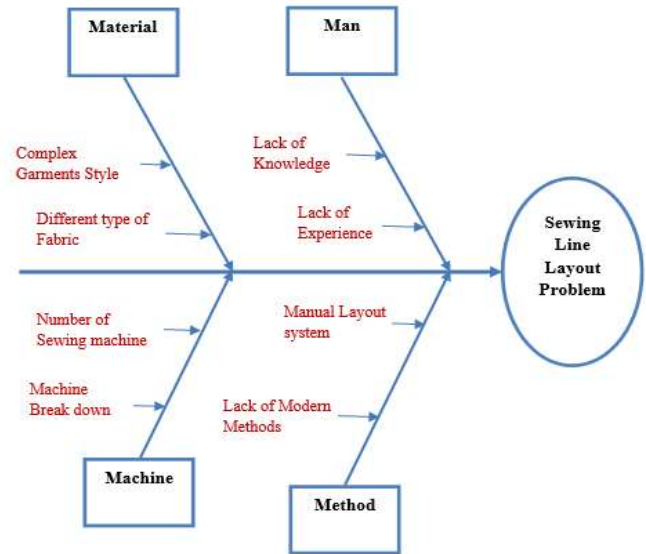 Material
Man
Complex
Garments Style
Lack of
Knowledge
Different type of
Fabric
Lack of
Experience
Sewing
Line
Layout
Problem
Number of
Sewing machine
Manual Layout
system
Machine
Break down
Lack of Modern
Methods
Machine
Method